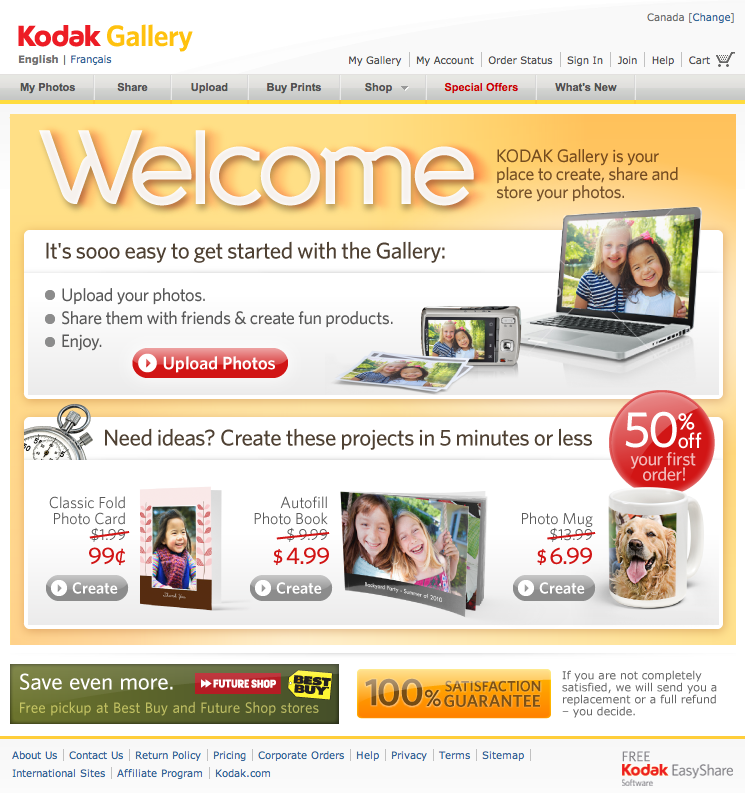 Canada [Change]
Kodak Gallery
English | Français
My Gallery | My Account | Order Status | Sign In | Join | Help | Cart
My Photos
Share
Upload
Buy Prints
Shop
Special Offers
What's New
Welcome
KODAK Gallery is your
place to create, share and
store your photos.
It's sooo easy to get started with the Gallery:
Upload your photos.
Share them with friends & create fun products.
Enjoy.
Upload Photos
Need ideas? Create these projects in 5 minutes or less
50% off
your first
order!
Classic Fold
Photo Card
$1.99
99¢
Create
Thank you
Autofill
Photo Book
$9.99
$4.99
Create
Backyard Party - Summer of 2010
Photo Mug
$13.99
$6.99
Create
Save even more.
FUTURE SHOP
BEST BUY
Free pickup at Best Buy and Future Shop stores
100% SATISFACTION
GUARANTEE
If you are not completely
satisfied, we will send you a
replacement or a full refund
– you decide.
About Us | Contact Us | Return Policy | Pricing | Corporate Orders | Help | Privacy | Terms | Sitemap |
International Sites | Affiliate Program | Kodak.com
FREE
Kodak EasyShare
Software